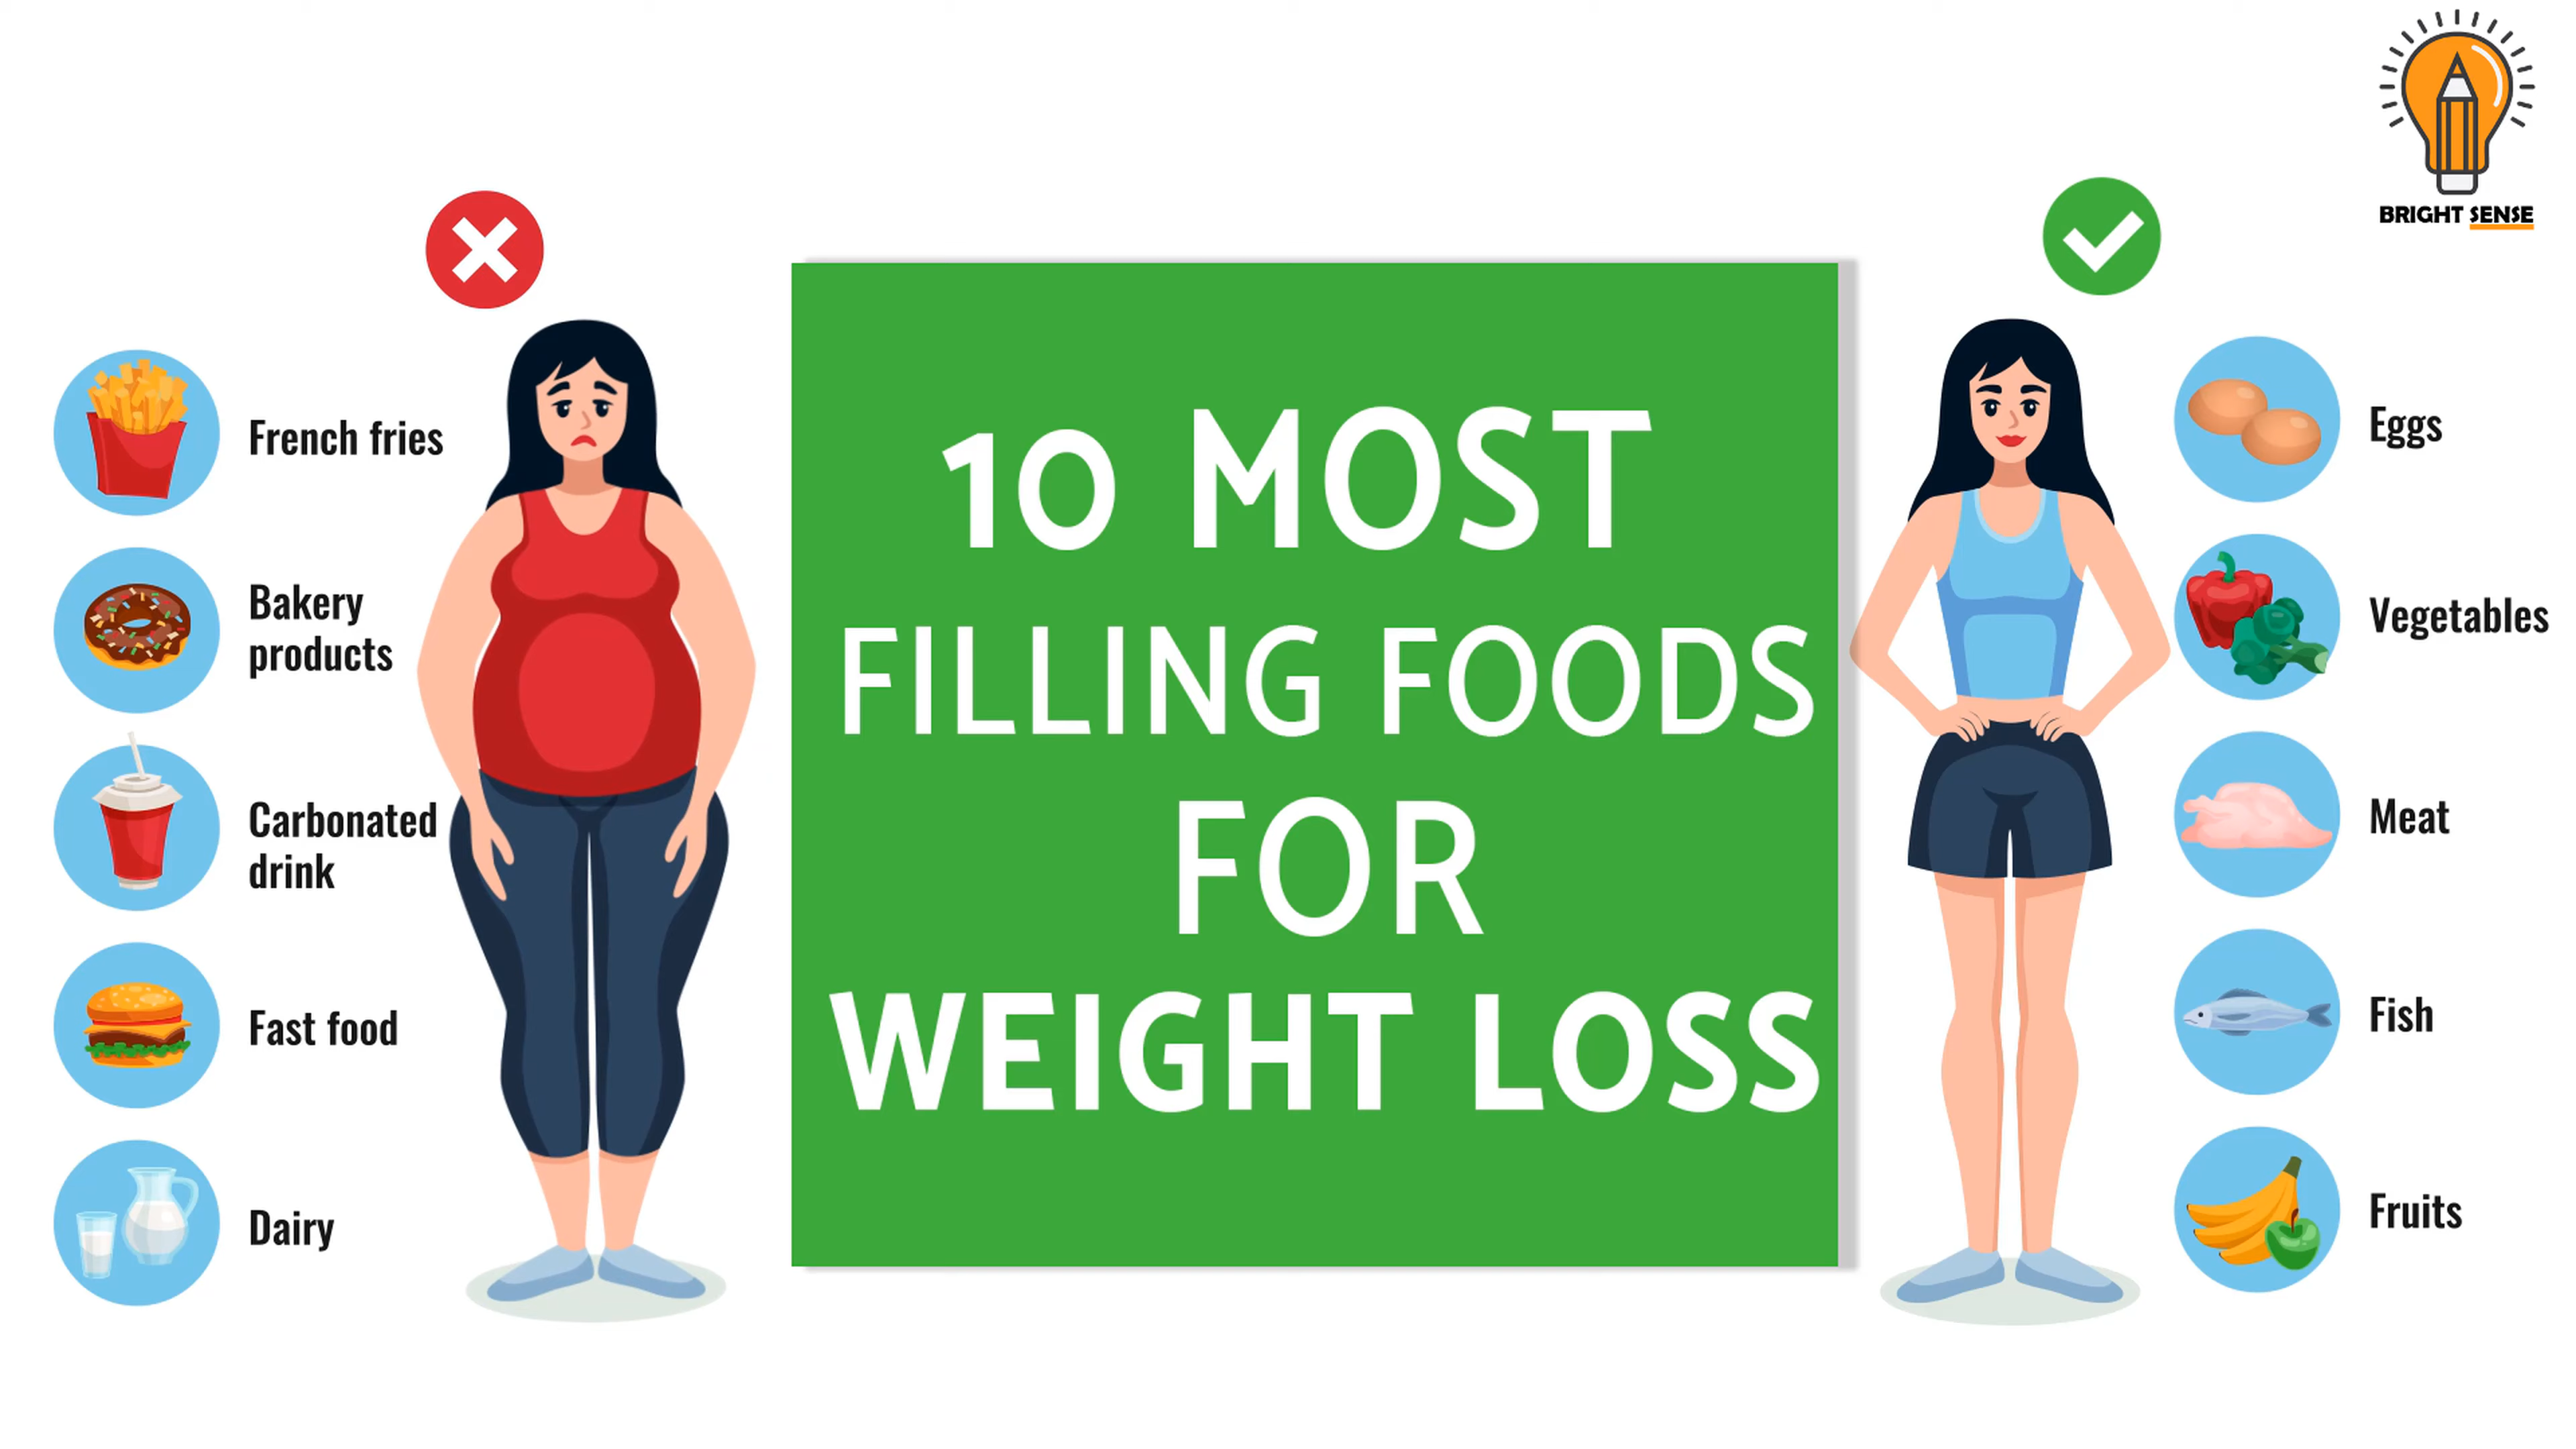 BRIGHT SENSE
French fries
Bakery
products
Carbonated
drink
Fast food
Dairy
10 MOST
FILLING FOODS
FOR
WEIGHT LOSS
Eggs
Vegetables
Meat
Fish
Fruits